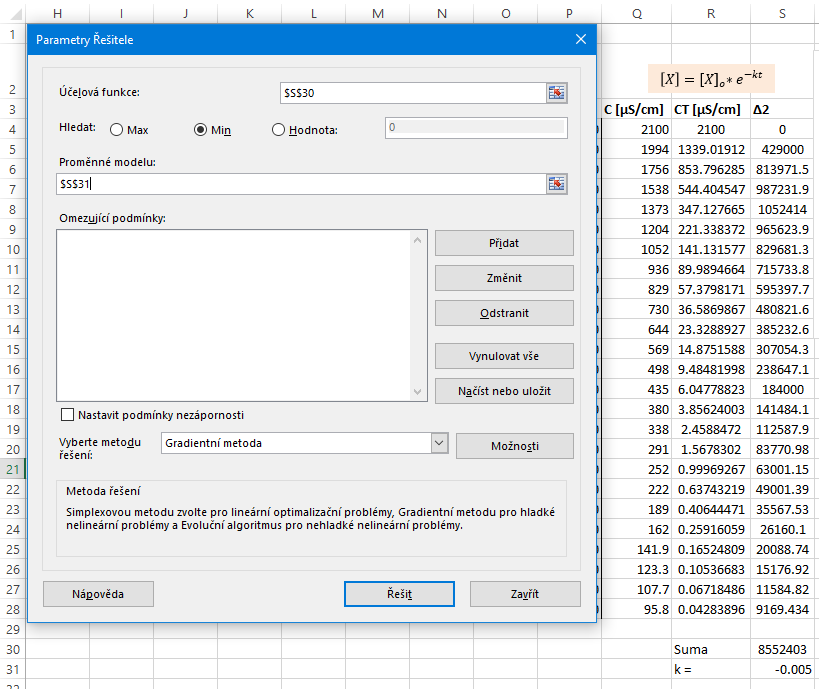 H I J K L M N O P Q R S
Parametry Řešitele
1
Účelová funkce: $S$30
2 [X] = [X]ₒ* e⁻ᵏᵗ
Hledat: Max Min Hodnota: 0
3 C [µS/cm] CT [µS/cm] Δ2
4 2100 2100 0
Proměnné modelu:
5 1994 1339.01912 429000
6 1756 853.796285 813971.5
$S$31
7 1538 544.404547 987231.9
Omezující podmínky:
8 1373 347.127665 1052414
9 1204 221.338372 965623.9
Přidat
10 1052 141.131577 829681.3
11 936 89.9894664 715733.8
Změnit
12 829 57.3798171 595397.7
13 730 36.5869867 480821.6
Odstranit
14 644 23.3288927 385232.6
15 569 14.8751588 307054.3
Vynulovat vše
16 498 9.48481998 238647.1
17 435 6.04778823 184000
Načíst nebo uložit
18 380 3.85624003 141484.1
Nastavit podmínky nezápornosti
19 338 2.4588472 112587.9
Vyberte metodu řešení: Gradientní metoda Možnosti
20 291 1.5678302 83770.98
21 252 0.99969267 63001.15
Metoda řešení
22 222 0.63743219 49001.39
Simplexovou metodu zvolte pro lineární optimalizační problémy, Gradientní metodu pro hladké
23 189 0.40644471 35567.53
nelineární problémy a Evoluční algoritmus pro nehladké nelineární problémy.
24 162 0.25916059 26160.1
25 141.9 0.16524809 20088.74
26 123.3 0.10536683 15176.92
27 107.7 0.06718486 11584.82
Nápověda Řešit Zavřít
28 95.8 0.04283896 9169.434
29
30 Suma 8552403
31 k = -0.005